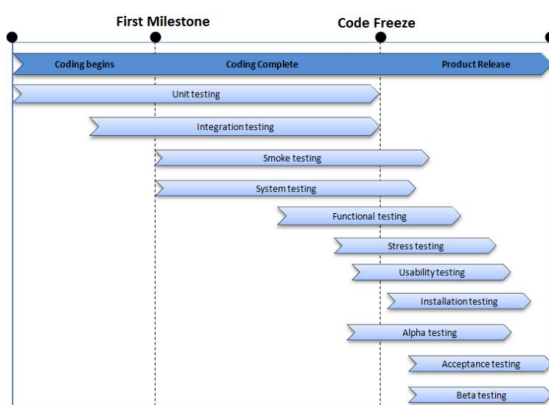 First Milestone
Code Freeze
Coding begins
Coding Complete
Product Release
Unit testing
Integration testing
Smoke testing
System testing
Functional testing
Stress testing
Usability testing
Installation testing
Alpha testing
Acceptance testing
Beta testing